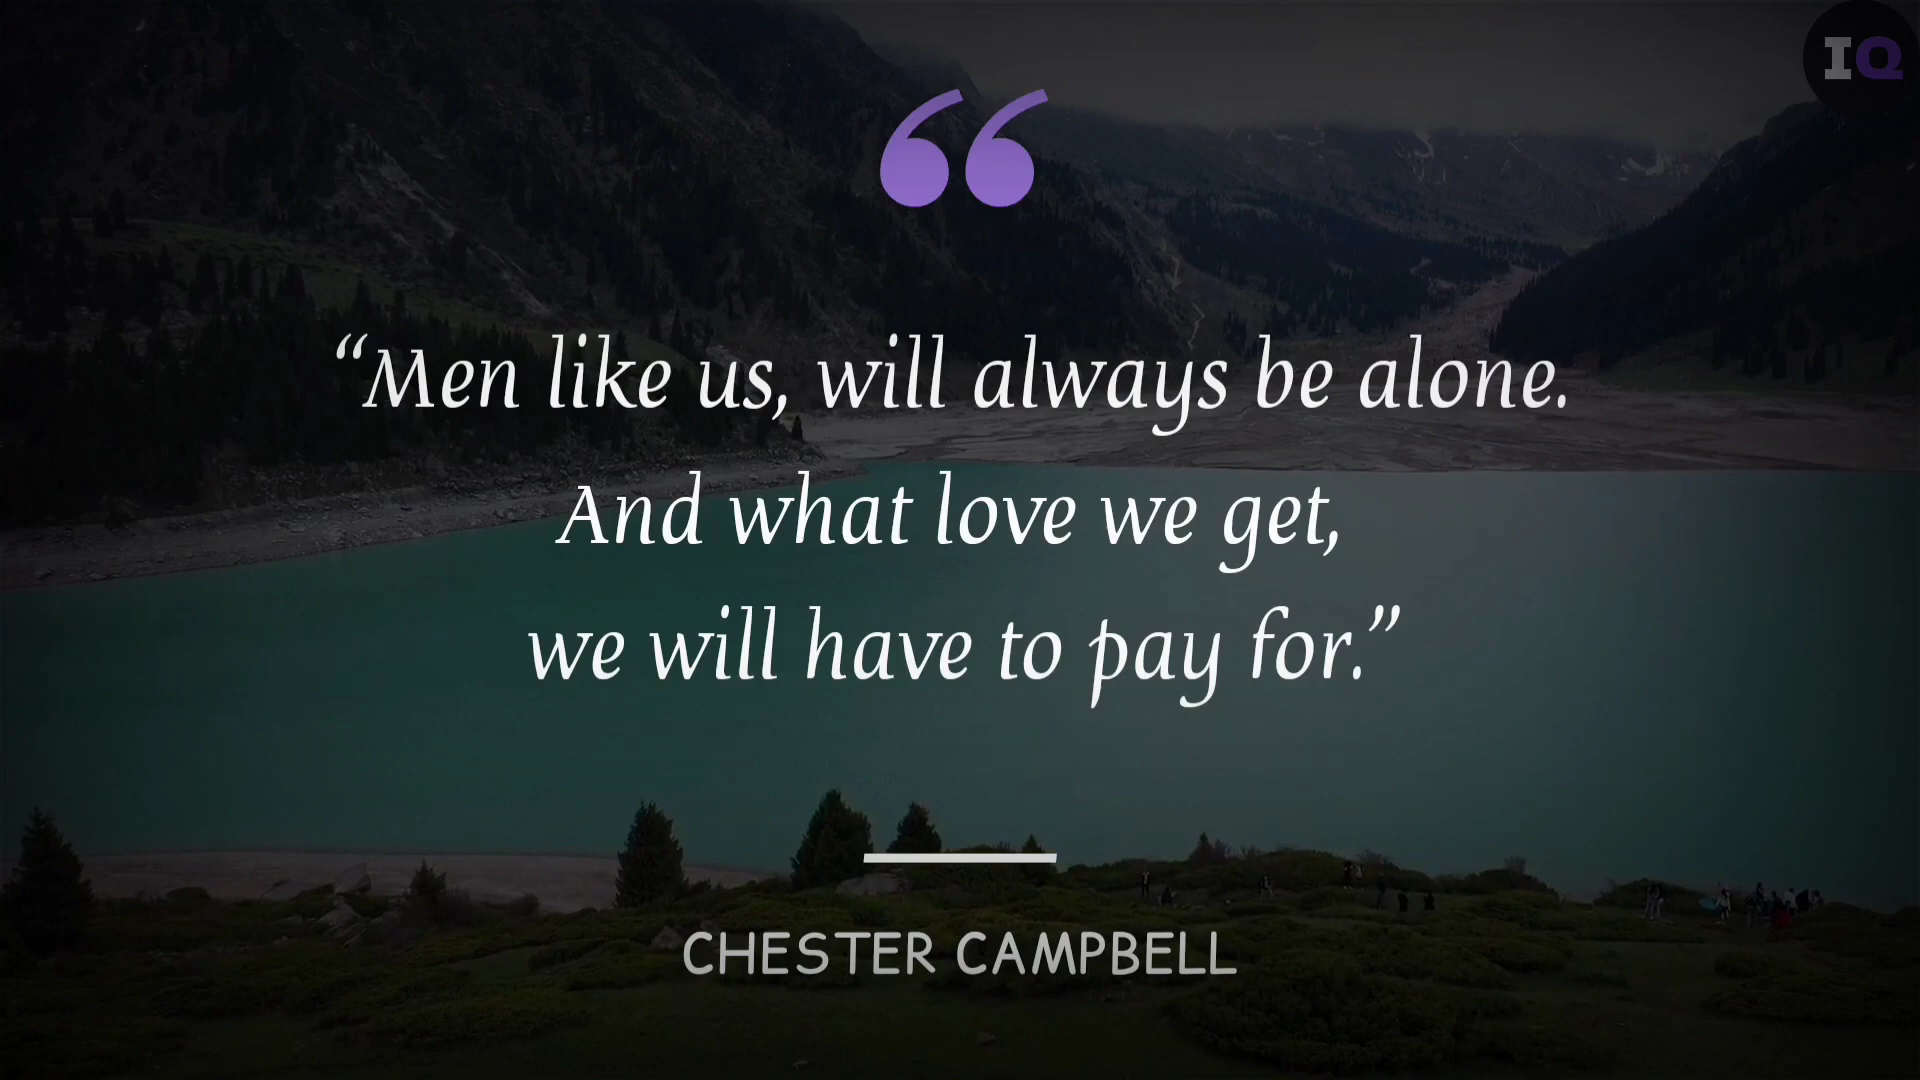 IQ
“Men like us, will always be alone.
And what love we get,
we will have to pay for.”
CHESTER CAMPBELL